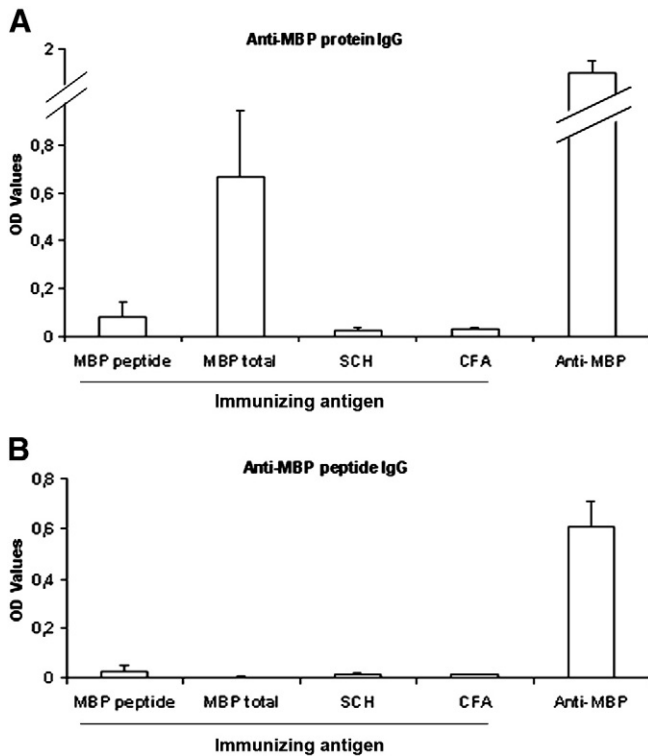 A
Anti-MBP protein IgG
2
0,8
0,6
0,4
0,2
0
OD Values
MBP peptide MBP total SCH CFA Anti-MBP
Immunizing antigen
B
Anti-MBP peptide IgG
0,8
0,6
0,4
0,2
0
OD Values
MBP peptide MBP total SCH CFA Anti-MBP
Immunizing antigen